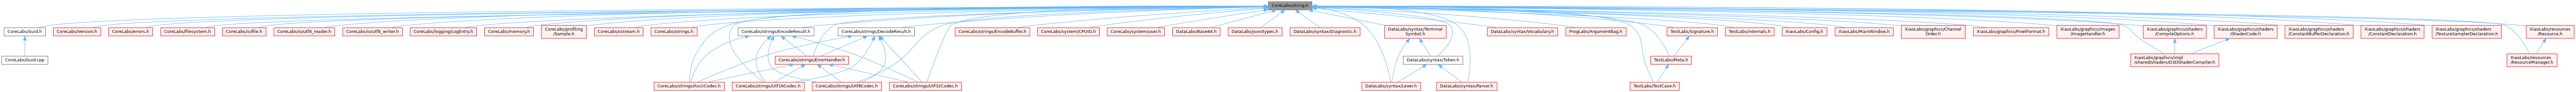 CoreLabs/string.h
CoreLabs/Guid.h
CoreLabs/Version.h
CoreLabs/errors.h
CoreLabs/filesystem.h
CoreLabs/io/file.h
CoreLabs/io/utf8_reader.h
CoreLabs/io/utf8_writer.h
CoreLabs/logging/LogEntry.h
CoreLabs/memory.h
CoreLabs/profiling
/Sample.h
CoreLabs/sstream.h
CoreLabs/strings.h
CoreLabs/strings/EncodeResult.h
CoreLabs/strings/DecodeResult.h
CoreLabs/strings/EncodeBuffer.h
CoreLabs/system/CPUID.h
CoreLabs/system/user.h
DataLabs/Base64.h
DataLabs/json/types.h
DataLabs/syntax/Diagnostic.h
DataLabs/syntax/Terminal
Symbol.h
DataLabs/syntax/Vocabulary.h
ProgLabs/ArgumentBag.h
TestLabs/Signature.h
TestLabs/internals.h
XiaoLabs/Config.h
XiaoLabs/MainWindow.h
XiaoLabs/graphics/Channel
Order.h
XiaoLabs/graphics/PixelFormat.h
XiaoLabs/graphics/images
/ImageHandler.h
XiaoLabs/graphics/shaders
/CompileOptions.h
XiaoLabs/graphics/shaders
/ShaderCode.h
XiaoLabs/graphics/shaders
/ConstantBufferDeclaration.h
XiaoLabs/graphics/shaders
/ConstantDeclaration.h
XiaoLabs/graphics/shaders
/TextureSamplerDeclaration.h
XiaoLabs/resources
/Resource.h
CoreLabs/Guid.cpp
CoreLabs/strings/ErrorHandler.h
DataLabs/syntax/Token.h
TestLabs/Meta.h
XiaoLabs/graphics/impl
/shared/shaders/D3DShaderCompiler.h
XiaoLabs/resources
/ResourceManager.h
CoreLabs/strings/AsciiCodec.h
CoreLabs/strings/Utf16Codec.h
CoreLabs/strings/Utf8Codec.h
CoreLabs/strings/Utf32Codec.h
DataLabs/syntax/Lexer.h
DataLabs/syntax/Parser.h
TestLabs/TestCase.h